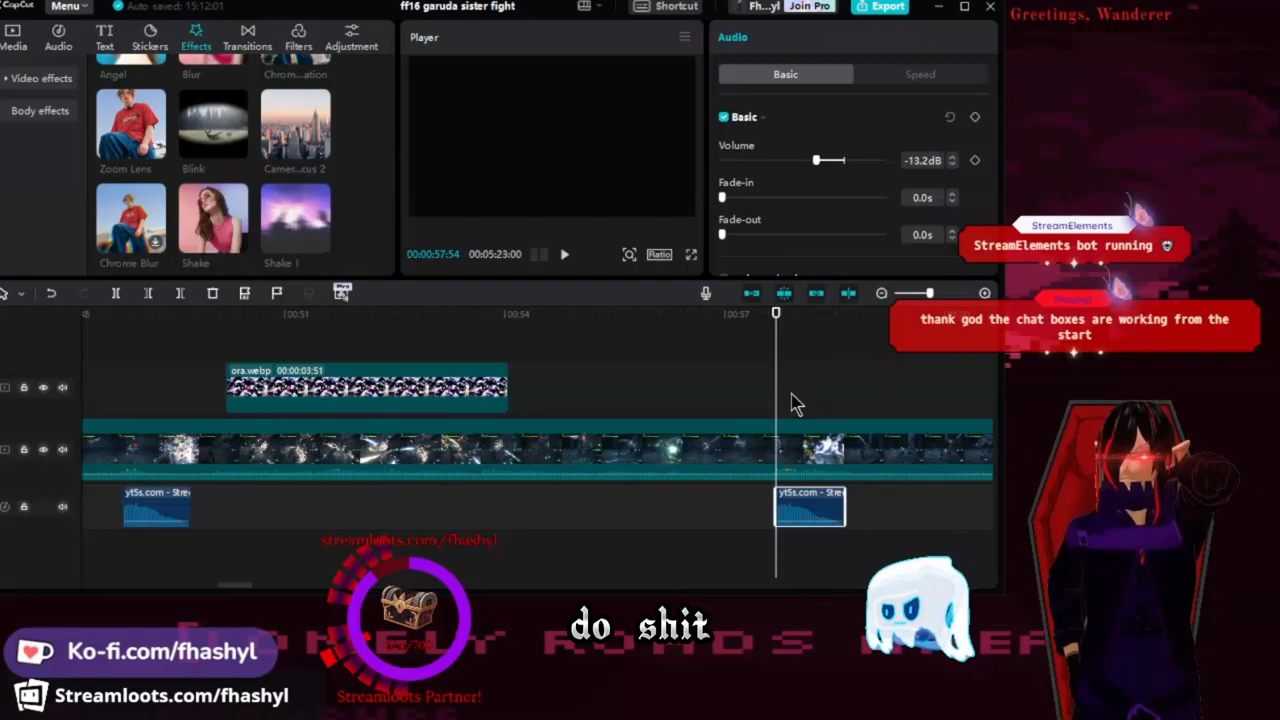 CapCut
Menu
Auto saved: 15:12:01
ff16 garuda sister fight
Shortcut
Fh...yl
Join Pro
Export
Greetings, Wanderer
Media
Audio
Text
Stickers
Effects
Transitions
Filters
Adjustment
Video effects
Body effects
Angel
Blur
Chrom...ation
Zoom Lens
Blink
Camer...cus 2
Chrome Blur
Shake
Shake I
Player
00:00:57:54
00:05:23:00
Ratio
Audio
Basic
Speed
Basic
Volume
-13.2dB
Fade-in
0.0s
Fade-out
0.0s
StreamElements
StreamElements bot running
thank god the chat boxes are working from the
start
00:51
00:54
00:57
ora.webp 00:00:03:51
yt5s.com - Stre
yt5s.com - Stre
streamloots.com/fhashyl
Streamloots Partner!
do shit
Ko-fi.com/fhashyl
Streamloots.com/fhashyl